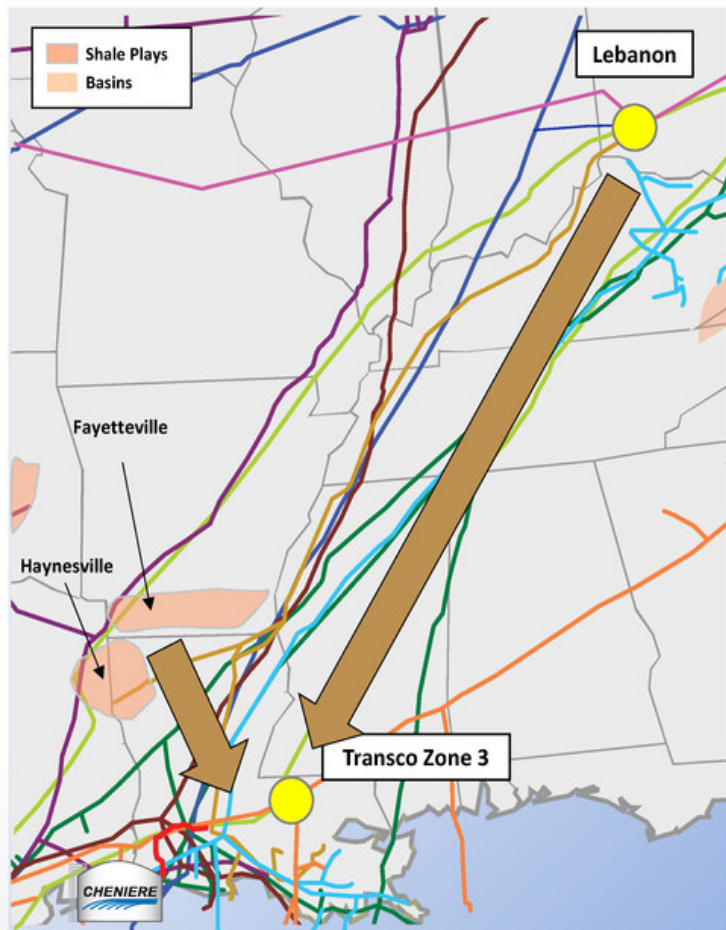 Shale Plays
Basins
Lebanon
Fayetteville
Haynesville
Transco Zone 3
CHENIERE